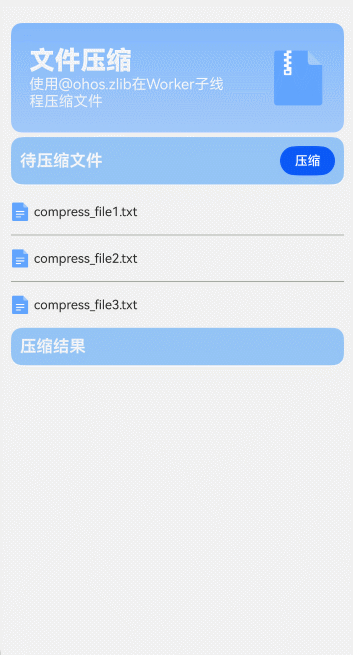 文件压缩
使用@ohos.zlib在Worker子线
程压缩文件
待压缩文件
压缩
compress_file1.txt
compress_file2.txt
compress_file3.txt
压缩结果